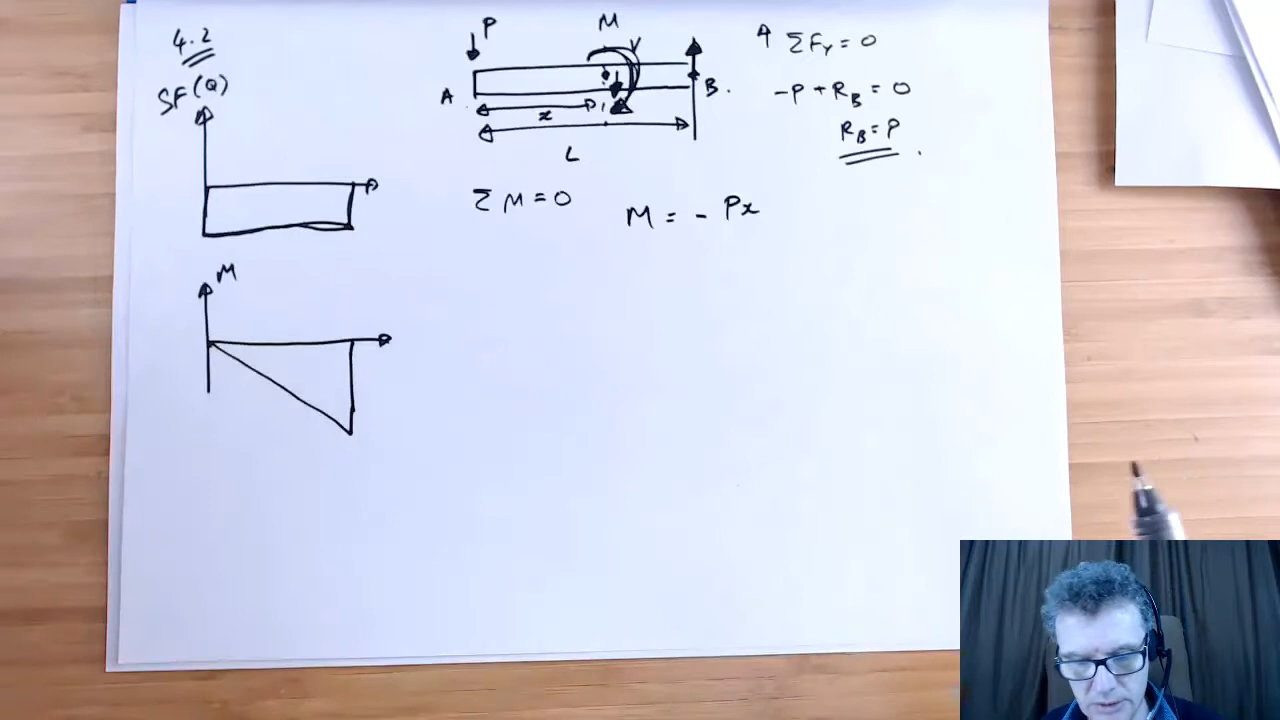 4.2
SF(Q)
P
M
V
A
B.
x
L
ΣFy = 0
-P + RB = 0
RB = P
ΣM = 0
M = - Px
M